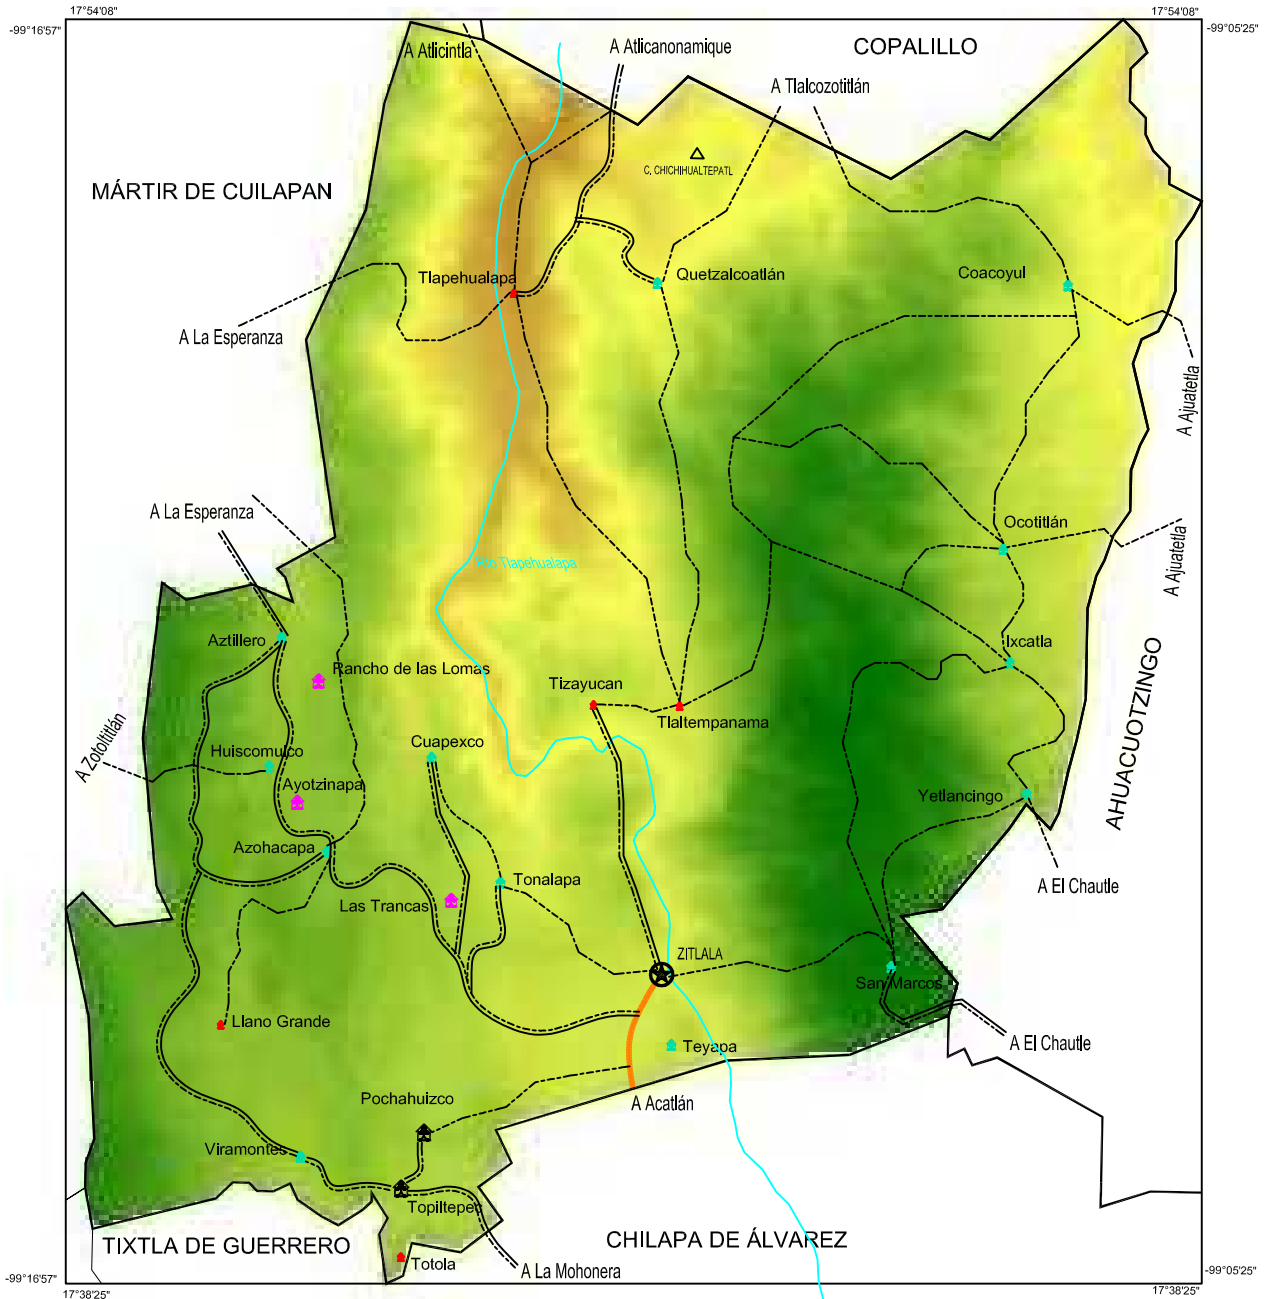 17°54'08"
17°54'08"
-99°16'57"
-99°05'25"
A Atlicintla
A Atlicanonamique
COPALILLO
A Tlalcozotitlán
C. CHICHIHUALTEPATL
MÁRTIR DE CUILAPAN
Tlapehualapa
Quetzalcoatlán
Coacoyul
A La Esperanza
A Ajuatetla
A La Esperanza
Ocotitlán
Río Tlapehualapa
A Ajuatetla
Aztillero
Ixcatla
Rancho de las Lomas
Tizayucan
Tlaltempanama
AHUACUOTZINGO
A Zotoltitlán
Huiscomulco
Cuapexco
Ayotzinapa
Yetlancingo
Azohacapa
Tonalapa
A El Chautle
Las Trancas
ZITLALA
San Marcos
Llano Grande
Teyapa
A El Chautle
Pochahuizco
A Acatlán
Viramontes
Topiltepec
TIXTLA DE GUERRERO
CHILAPA DE ÁLVAREZ
Totola
A La Mohonera
-99°16'57"
-99°05'25"
17°38'25"
17°38'25"